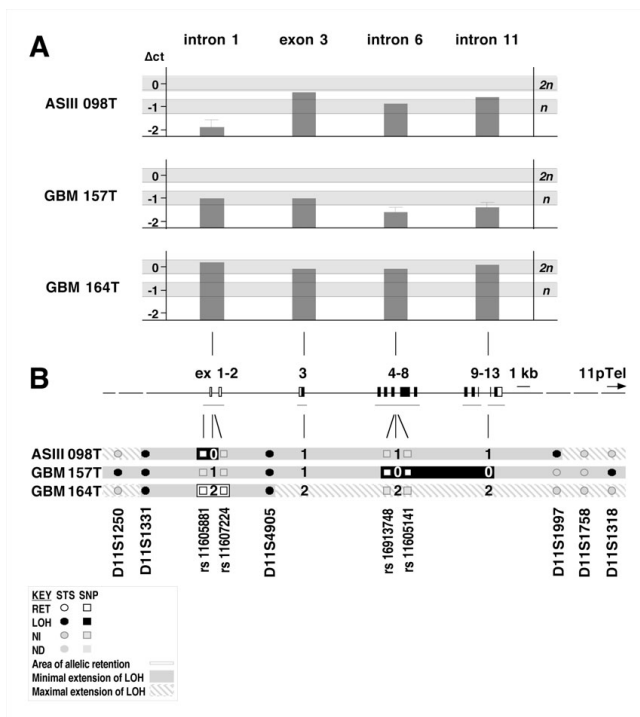 A
intron 1 exon 3 intron 6 intron 11
Δct
ASIII 098T
0 2n
-1 n
-2
GBM 157T
0 2n
-1 n
-2
GBM 164T
0 2n
-1 n
-2
B
ex 1-2 3 4-8 9-13 1 kb 11pTel
ASIII 098T 0 1 1 1
GBM 157T 1 1 0 0
GBM 164T 2 2 2 2
D11S1250
D11S1331
rs 11605881
rs 11607224
D11S4905
rs 16913748
rs 11605141
D11S1997
D11S1758
D11S1318
KEY STS SNP
RET
LOH
NI
ND
Area of allelic retention
Minimal extension of LOH
Maximal extension of LOH